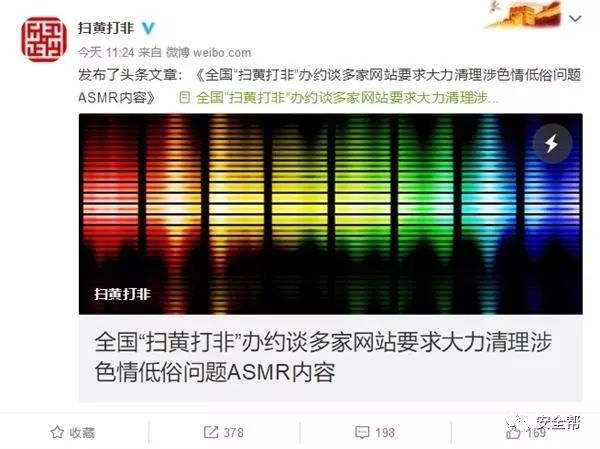 扫黄打非
今天 11:24 来自 微博 weibo.com
发布了头条文章：《全国“扫黄打非”办约谈多家网站要求大力清理涉色情低俗问题
ASMR内容》 全国“扫黄打非”办约谈多家网站要求大力清理涉...
扫黄打非
全国“扫黄打非”办约谈多家网站要求大力清理涉
色情低俗问题ASMR内容
收藏 378 198 169
安全帮